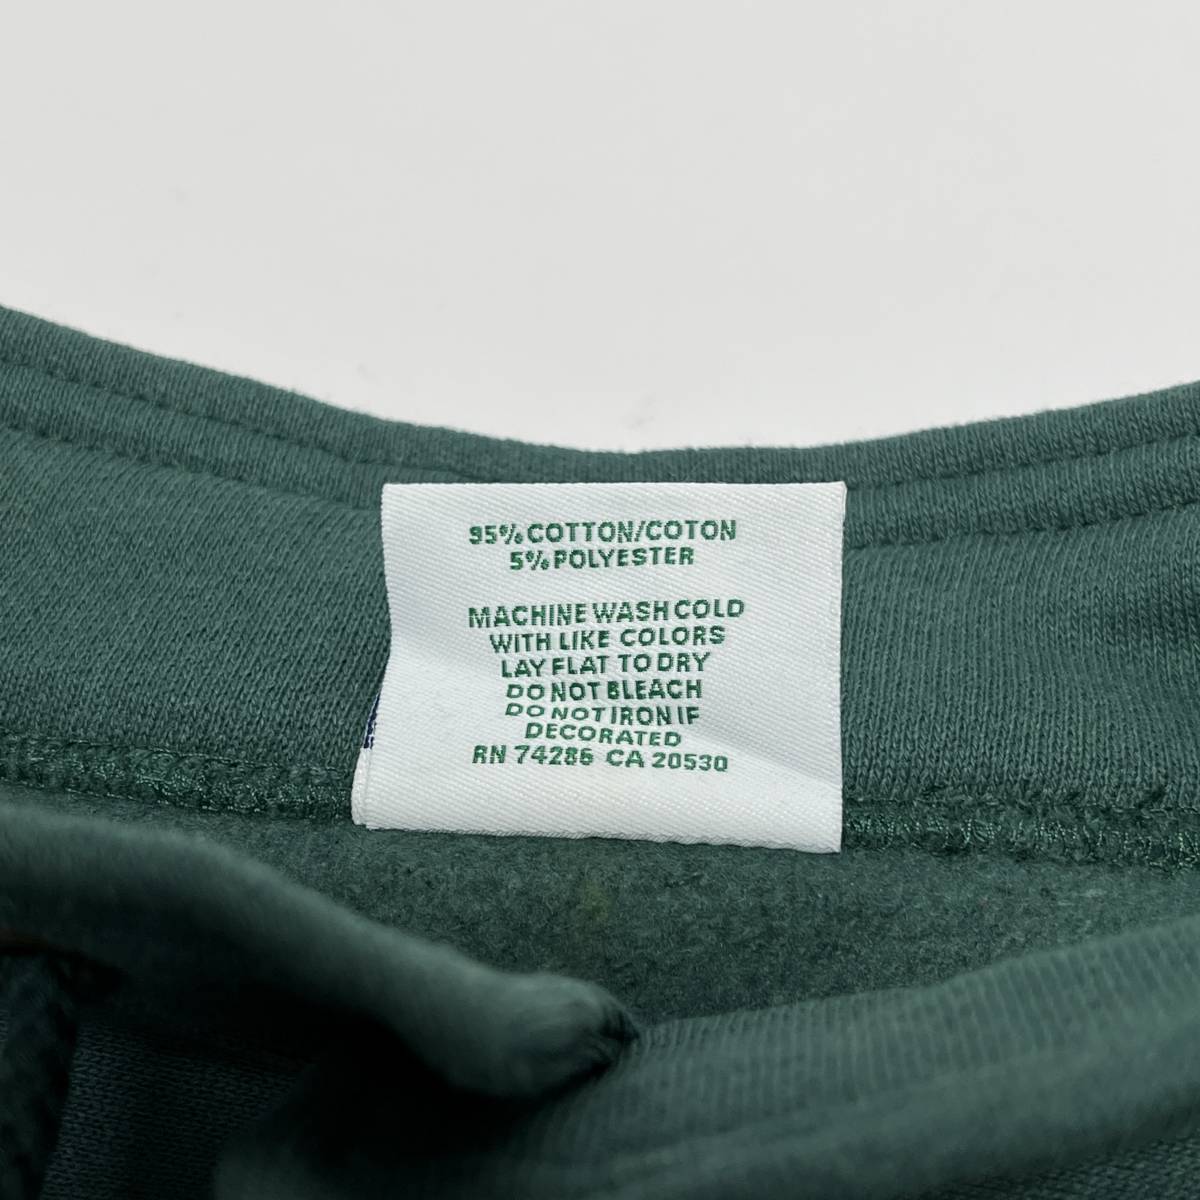 95% COTTON/COTON
5% POLYESTER
MACHINE WASH COLD
WITH LIKE COLORS
LAY FLAT TO DRY
DO NOT BLEACH
DO NOT IRON IF
DECORATED
RN 74286 CA 20530